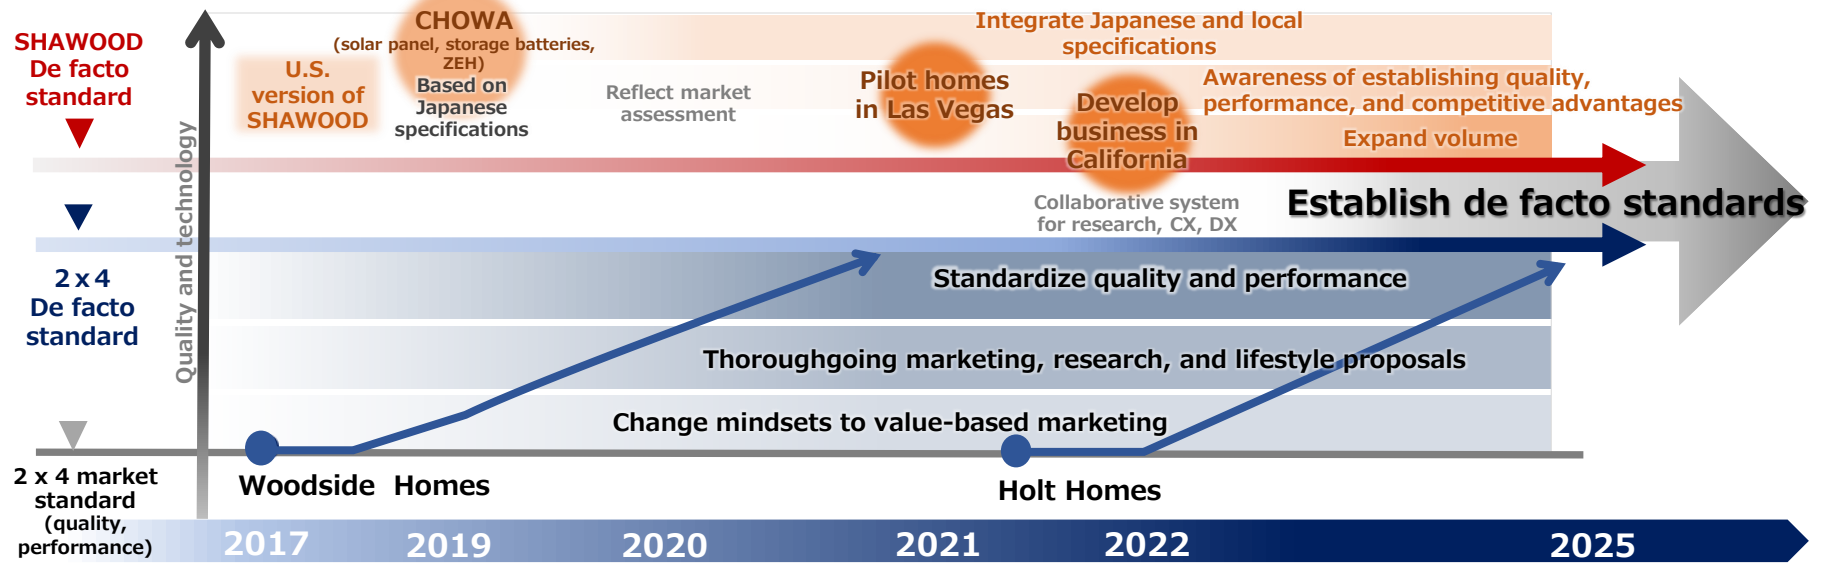 SHAWOOD
De facto
standard
U.S.
version of
SHAWOOD
CHOWA
(solar panel, storage batteries,
ZEH)
Based on
Japanese
specifications
Reflect market
assessment
Pilot homes
in Las Vegas
Integrate Japanese and local
specifications
Develop
business in
California
Awareness of establishing quality,
performance, and competitive advantages
Expand volume
Collaborative system
for research, CX, DX
Establish de facto standards
Quality and technology
2 x 4
De facto
standard
Standardize quality and performance
Thoroughgoing marketing, research, and lifestyle proposals
Change mindsets to value-based marketing
2 x 4 market
standard
(quality,
performance)
Woodside Homes
Holt Homes
2017
2019
2020
2021
2022
2025